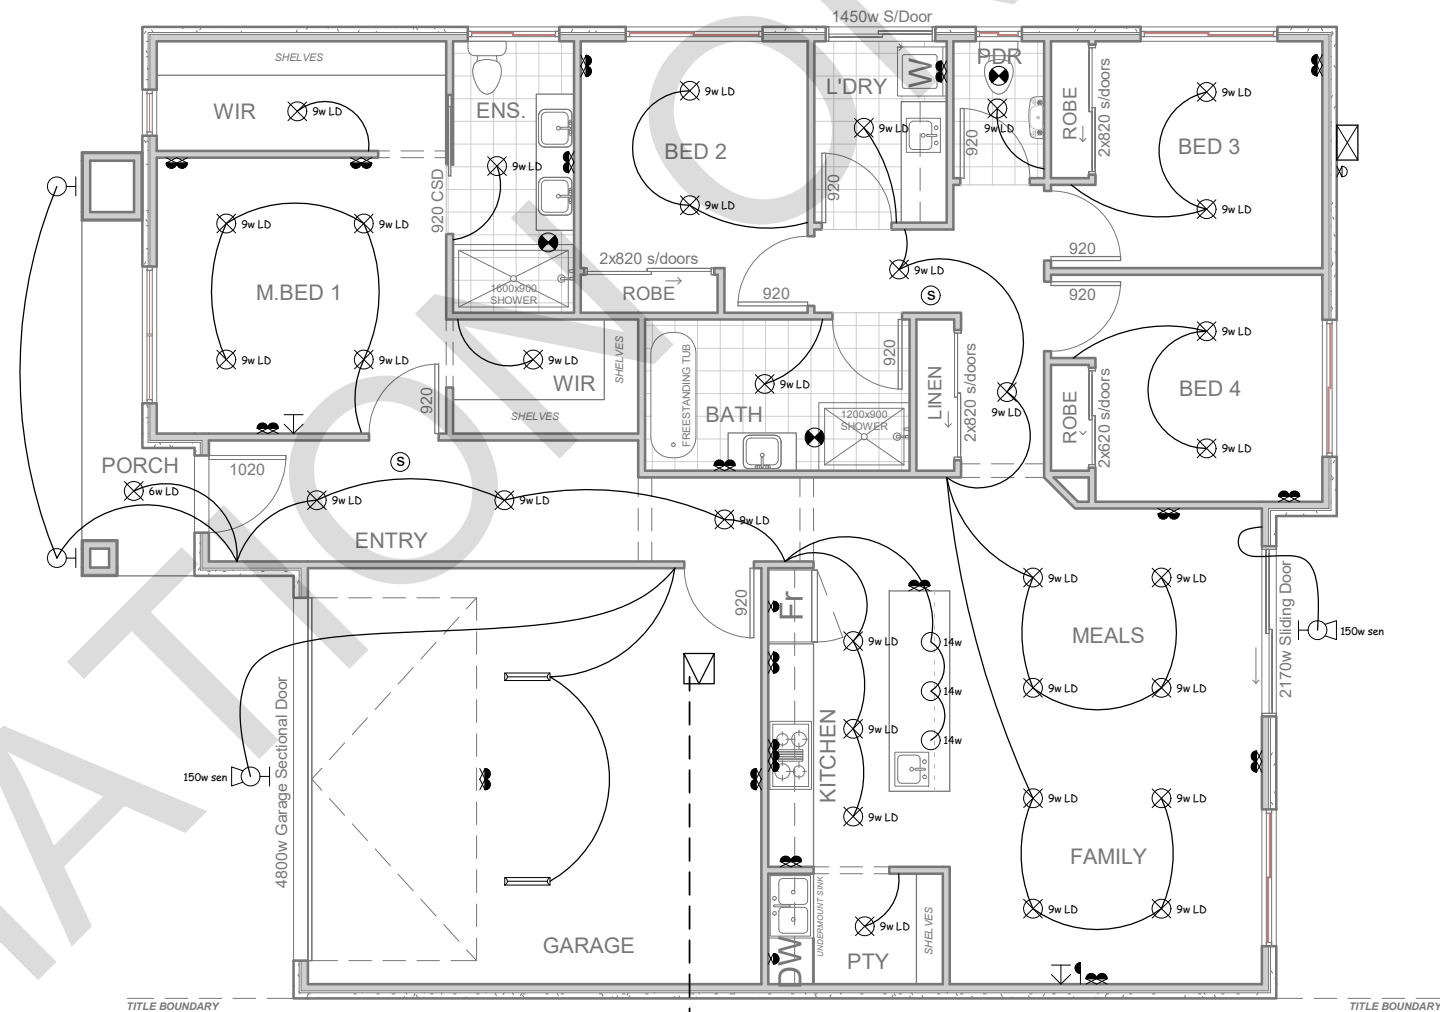 1450w S/Door
SHELVES
WIR
9w LD
ENS.
9w LD
9w LD
BED 2
9w LD
L'DRY
W
9w LD
920
PDR
9w LD
920
ROBE
2x820 s/doors
9w LD
BED 3
9w LD
920
920 CSD
9w LD
9w LD
M.BED 1
9w LD
9w LD
920
1600x900
SHOWER
2x820 s/doors
ROBE
920
9w LD
S
920
9w LD
BED 4
9w LD
ROBE
2x620 s/doors
9w LD
WIR
SHELVES
SHELVES
FREESTANDING TUB
9w LD
BATH
920
1200x900
SHOWER
LINEN
2x820 s/doors
9w LD
PORCH
6w LD
1020
S
9w LD
9w LD
9w LD
ENTRY
920
Fr
9w LD
14w
9w LD
9w LD
MEALS
9w LD
9w LD
2170w Sliding Door
150w sen
4800w Garage Sectional Door
150w sen
KITCHEN
14w
9w LD
14w
9w LD
9w LD
9w LD
FAMILY
9w LD
9w LD
GARAGE
DW
UNDERMOUNT SINK
9w LD
PTY
SHELVES
TITLE BOUNDARY
TITLE BOUNDARY
ATION O